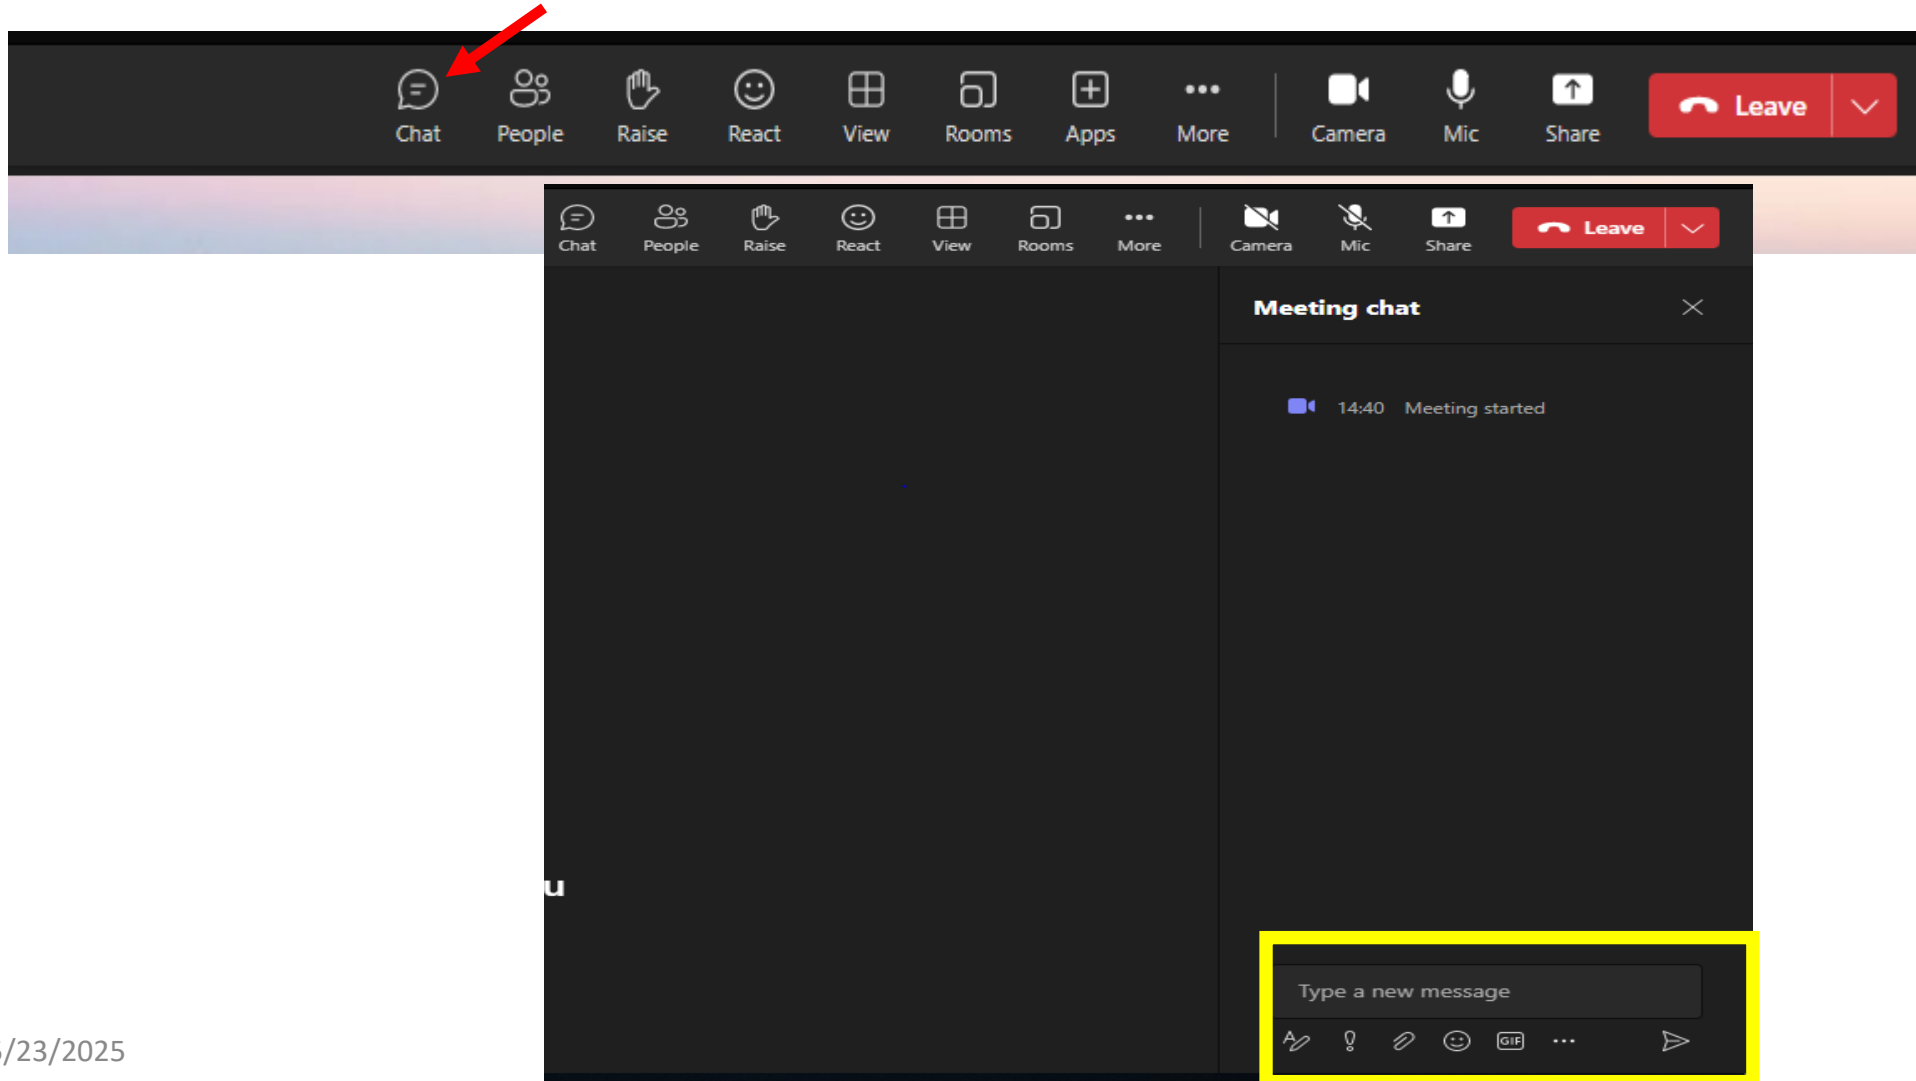 Chat People Raise React View Rooms Apps More Camera Mic Share Leave
Chat People Raise React View Rooms More Camera Mic Share Leave
Meeting chat
14:40 Meeting started
u
Type a new message
GIF
/23/2025